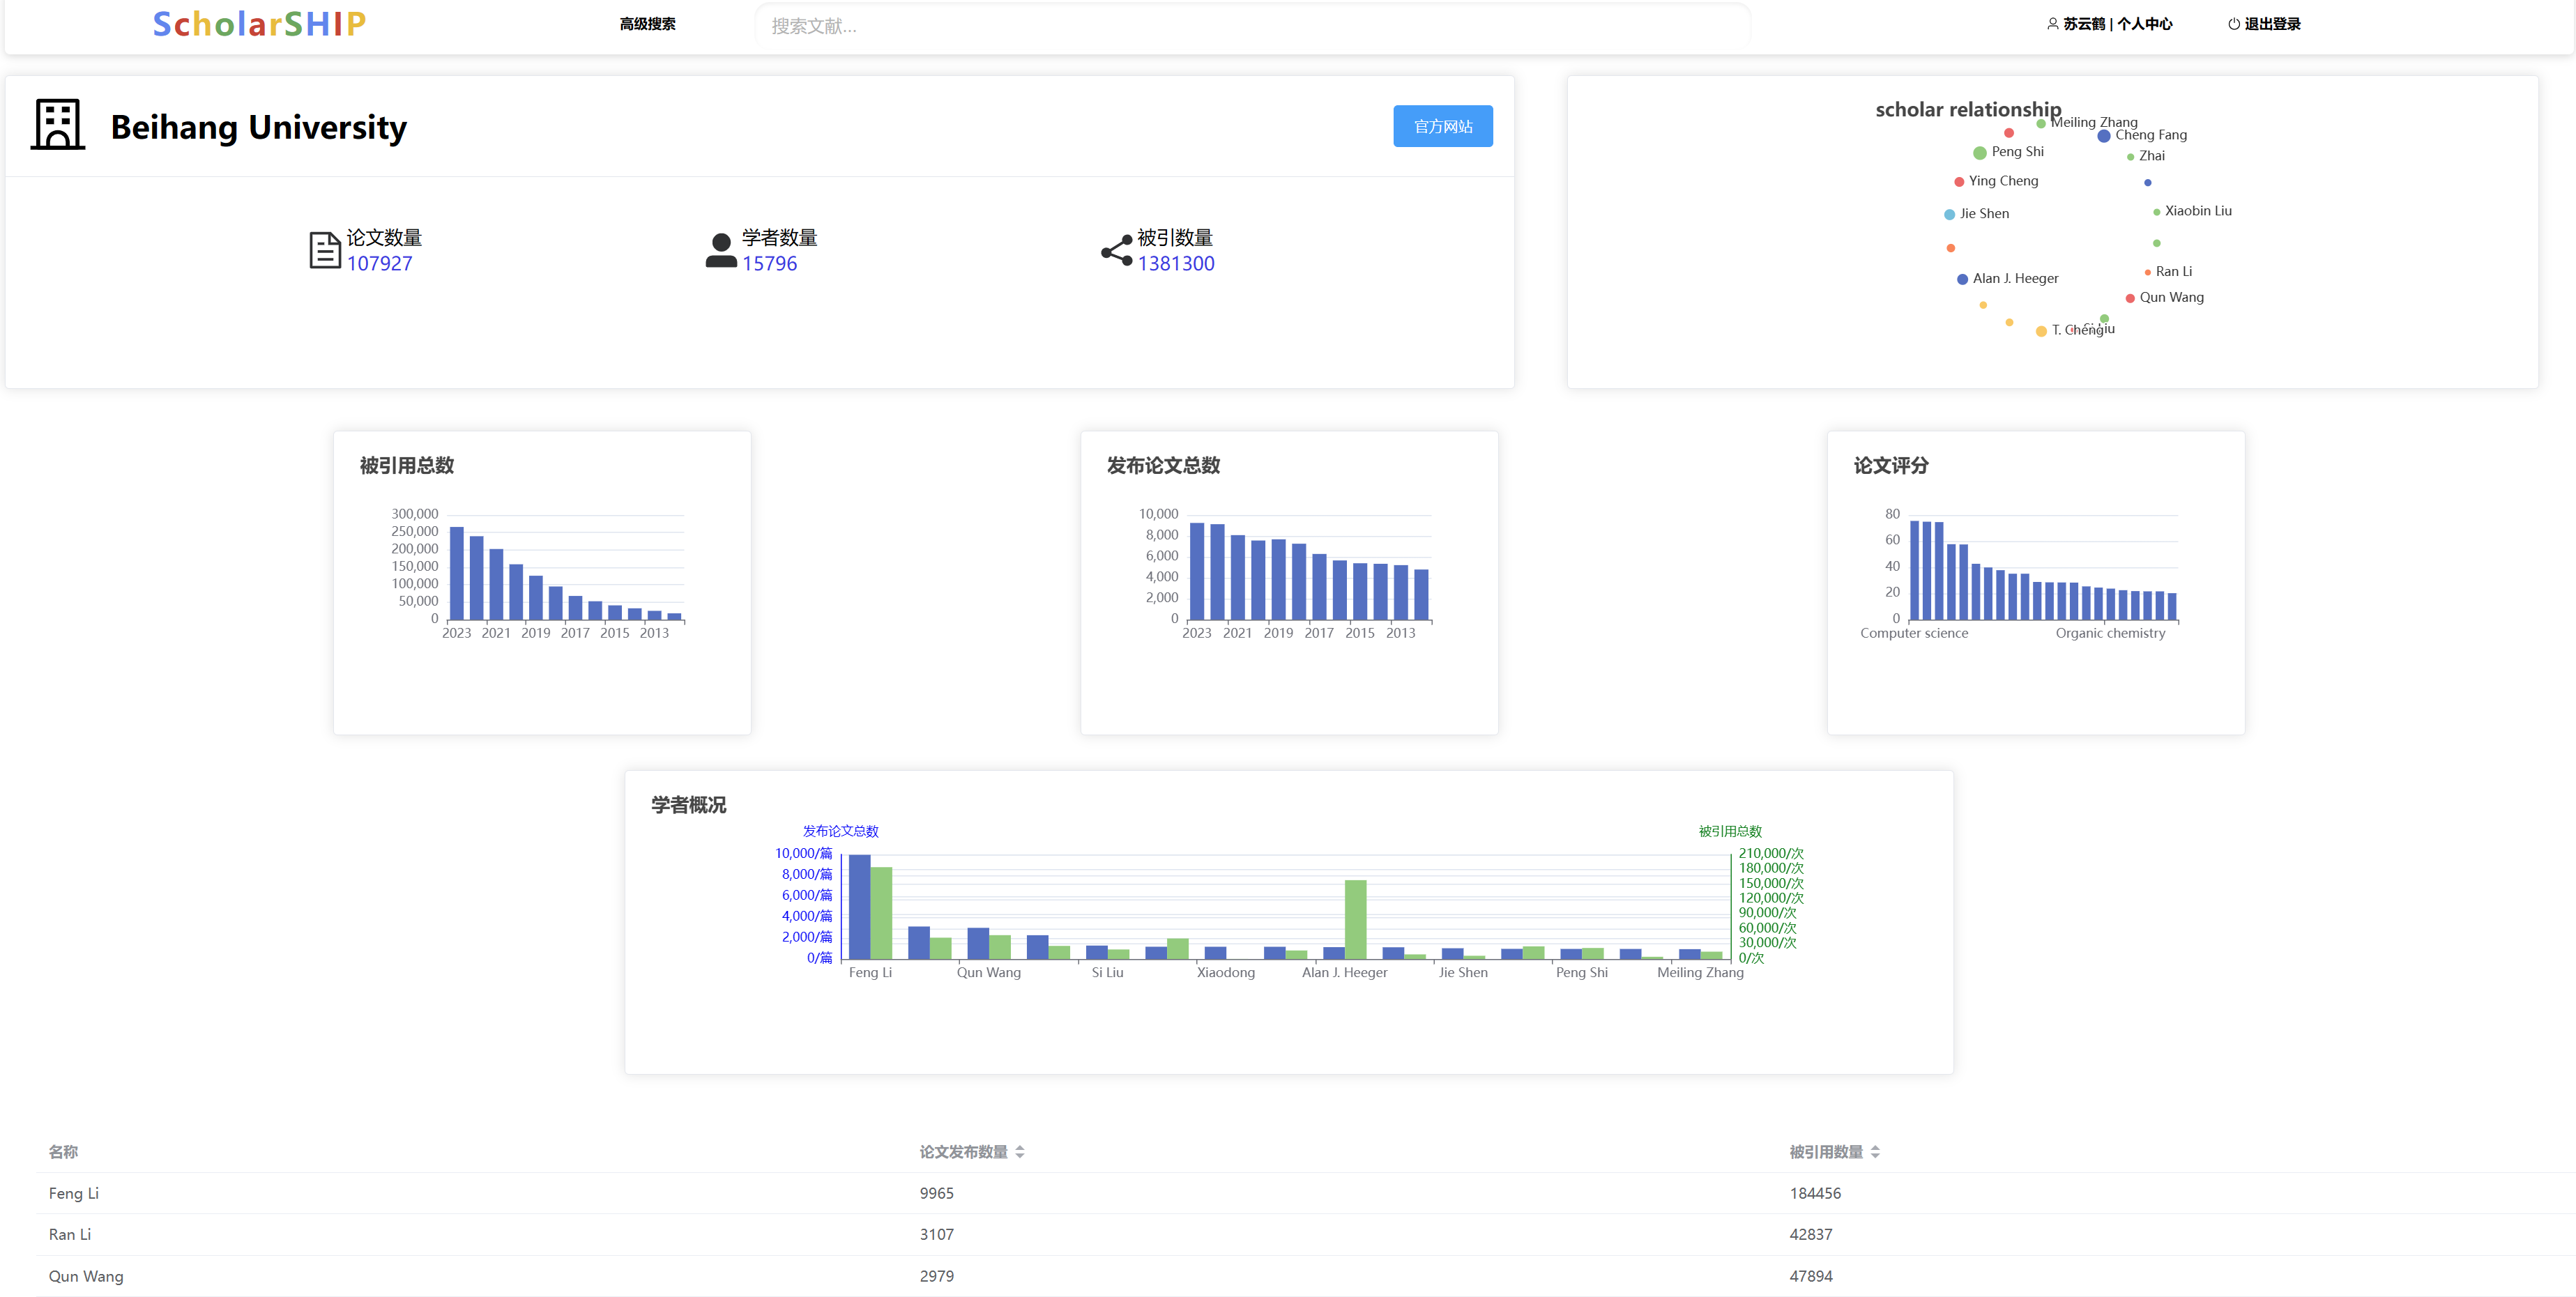 ScholarSHIP 高级搜索 搜索文献... 苏云鹤 | 个人中心 退出登录
Beihang University 官方网站
论文数量 学者数量 被引数量
107927 15796 1381300
scholar relationship
Meiling Zhang
Cheng Fang
Peng Shi
Zhai
Ying Cheng
Xiaobin Liu
Jie Shen
Ran Li
Alan J. Heeger
Qun Wang
T. Cheng
Si Liu
被引用总数
300,000
250,000
200,000
150,000
100,000
50,000
0
2023 2021 2019 2017 2015 2013
发布论文总数
10,000
8,000
6,000
4,000
2,000
0
2023 2021 2019 2017 2015 2013
论文评分
80
60
40
20
0
Computer science Organic chemistry
学者概况
发布论文总数 被引用总数
10,000/篇
8,000/篇
6,000/篇
4,000/篇
2,000/篇
0/篇
210,000/次
180,000/次
150,000/次
120,000/次
90,000/次
60,000/次
30,000/次
0/次
Feng Li Qun Wang Si Liu Xiaodong Alan J. Heeger Jie Shen Peng Shi Meiling Zhang
名称 论文发布数量 被引用数量
Feng Li 9965 184456
Ran Li 3107 42837
Qun Wang 2979 47894